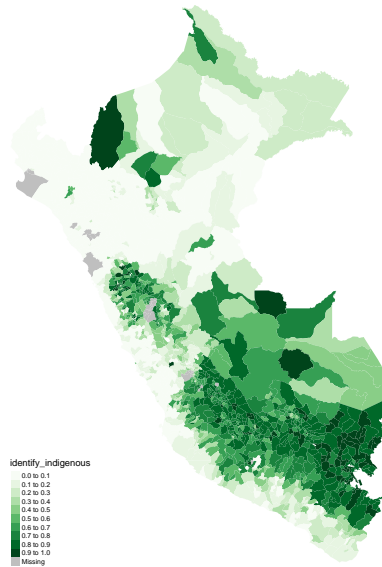 identify_indigenous
0.0 to 0.1
0.1 to 0.2
0.2 to 0.3
0.3 to 0.4
0.4 to 0.5
0.5 to 0.6
0.6 to 0.7
0.7 to 0.8
0.8 to 0.9
0.9 to 1.0
Missing